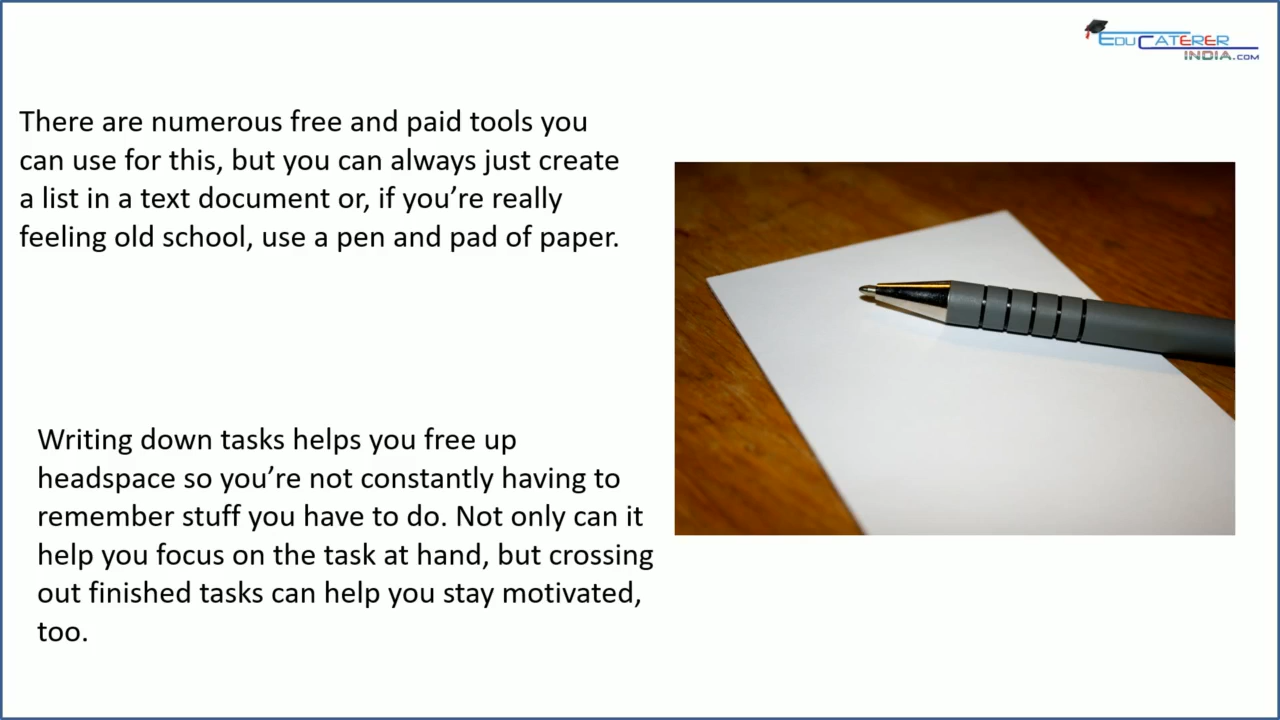 EDUCATERER
INDIA.COM
There are numerous free and paid tools you
can use for this, but you can always just create
a list in a text document or, if you’re really
feeling old school, use a pen and pad of paper.
Writing down tasks helps you free up
headspace so you’re not constantly having to
remember stuff you have to do. Not only can it
help you focus on the task at hand, but crossing
out finished tasks can help you stay motivated,
too.